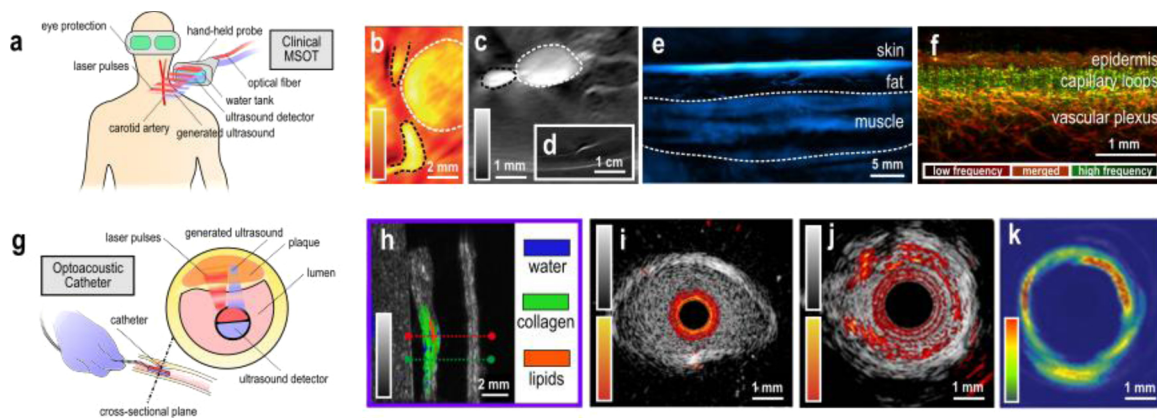 a
eye protection
hand-held probe
Clinical
MSOT
laser pulses
optical fiber
water tank
ultrasound detector
carotid artery
generated ultrasound
b
2 mm
c
1 mm
d
1 cm
e
skin
fat
muscle
5 mm
f
epidermis
capillary loops
vascular plexus
1 mm
low frequency
merged
high frequency
g
generated ultrasound
laser pulses
plaque
Optoacoustic
Catheter
lumen
catheter
ultrasound detector
cross-sectional plane
h
water
collagen
lipids
2 mm
i
1 mm
j
1 mm
k
1 mm